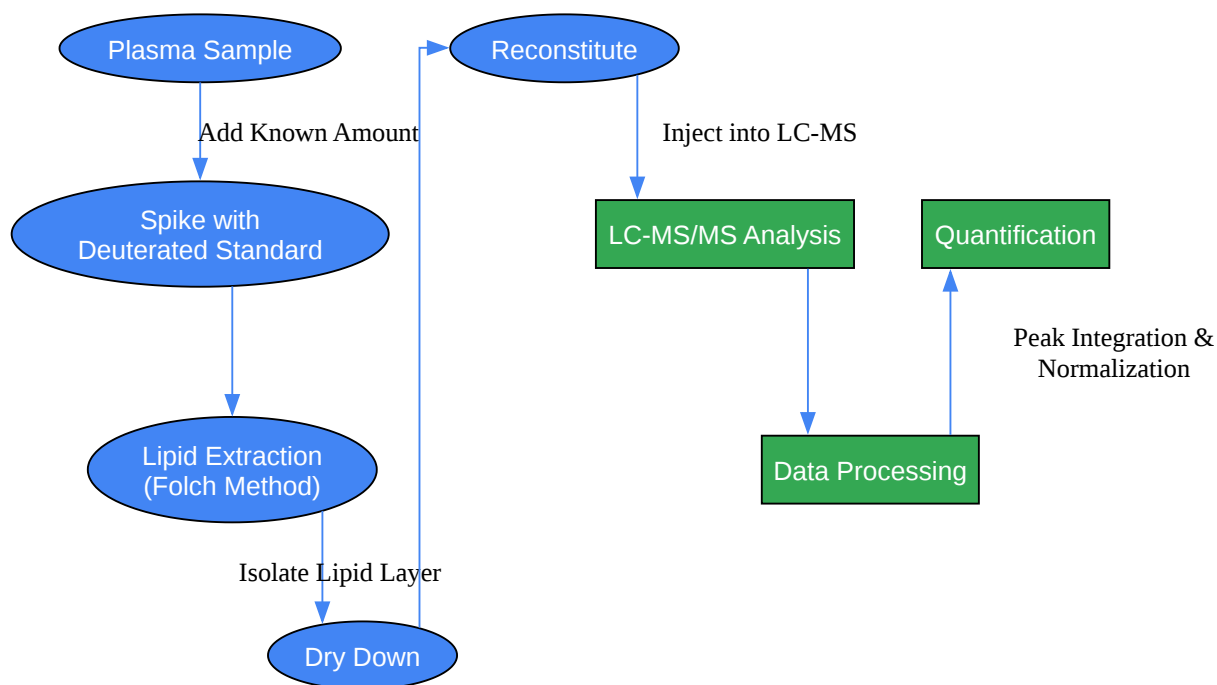 Plasma Sample
Add Known Amount
Spike with
Deuterated Standard
Lipid Extraction
(Folch Method)
Isolate Lipid Layer
Dry Down
Reconstitute
Inject into LC-MS
LC-MS/MS Analysis
Data Processing
Peak Integration &
Normalization
Quantification